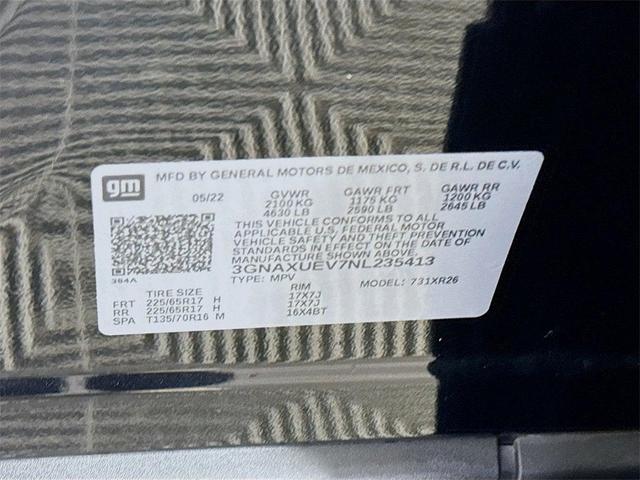 gm MFD BY GENERAL MOTORS DE MEXICO, S. DE R.L. DE C.V.
05/22 GVWR GAWR FRT GAWR RR
2100 KG 1175 KG 1200 KG
4630 LB 2590 LB 2645 LB
THIS VEHICLE CONFORMS TO ALL
APPLICABLE U.S. FEDERAL MOTOR
VEHICLE SAFETY AND THEFT PREVENTION
STANDARDS IN EFFECT ON THE DATE OF
MANUFACTURE SHOWN ABOVE.
3GNAXUEV7NL235413
384A TYPE: MPV MODEL: 731XR26
TIRE SIZE RIM
FRT 225/65R17 H 17X7J
RR 225/65R17 H 17X7J
SPA T135/70R16 M 16X4BT